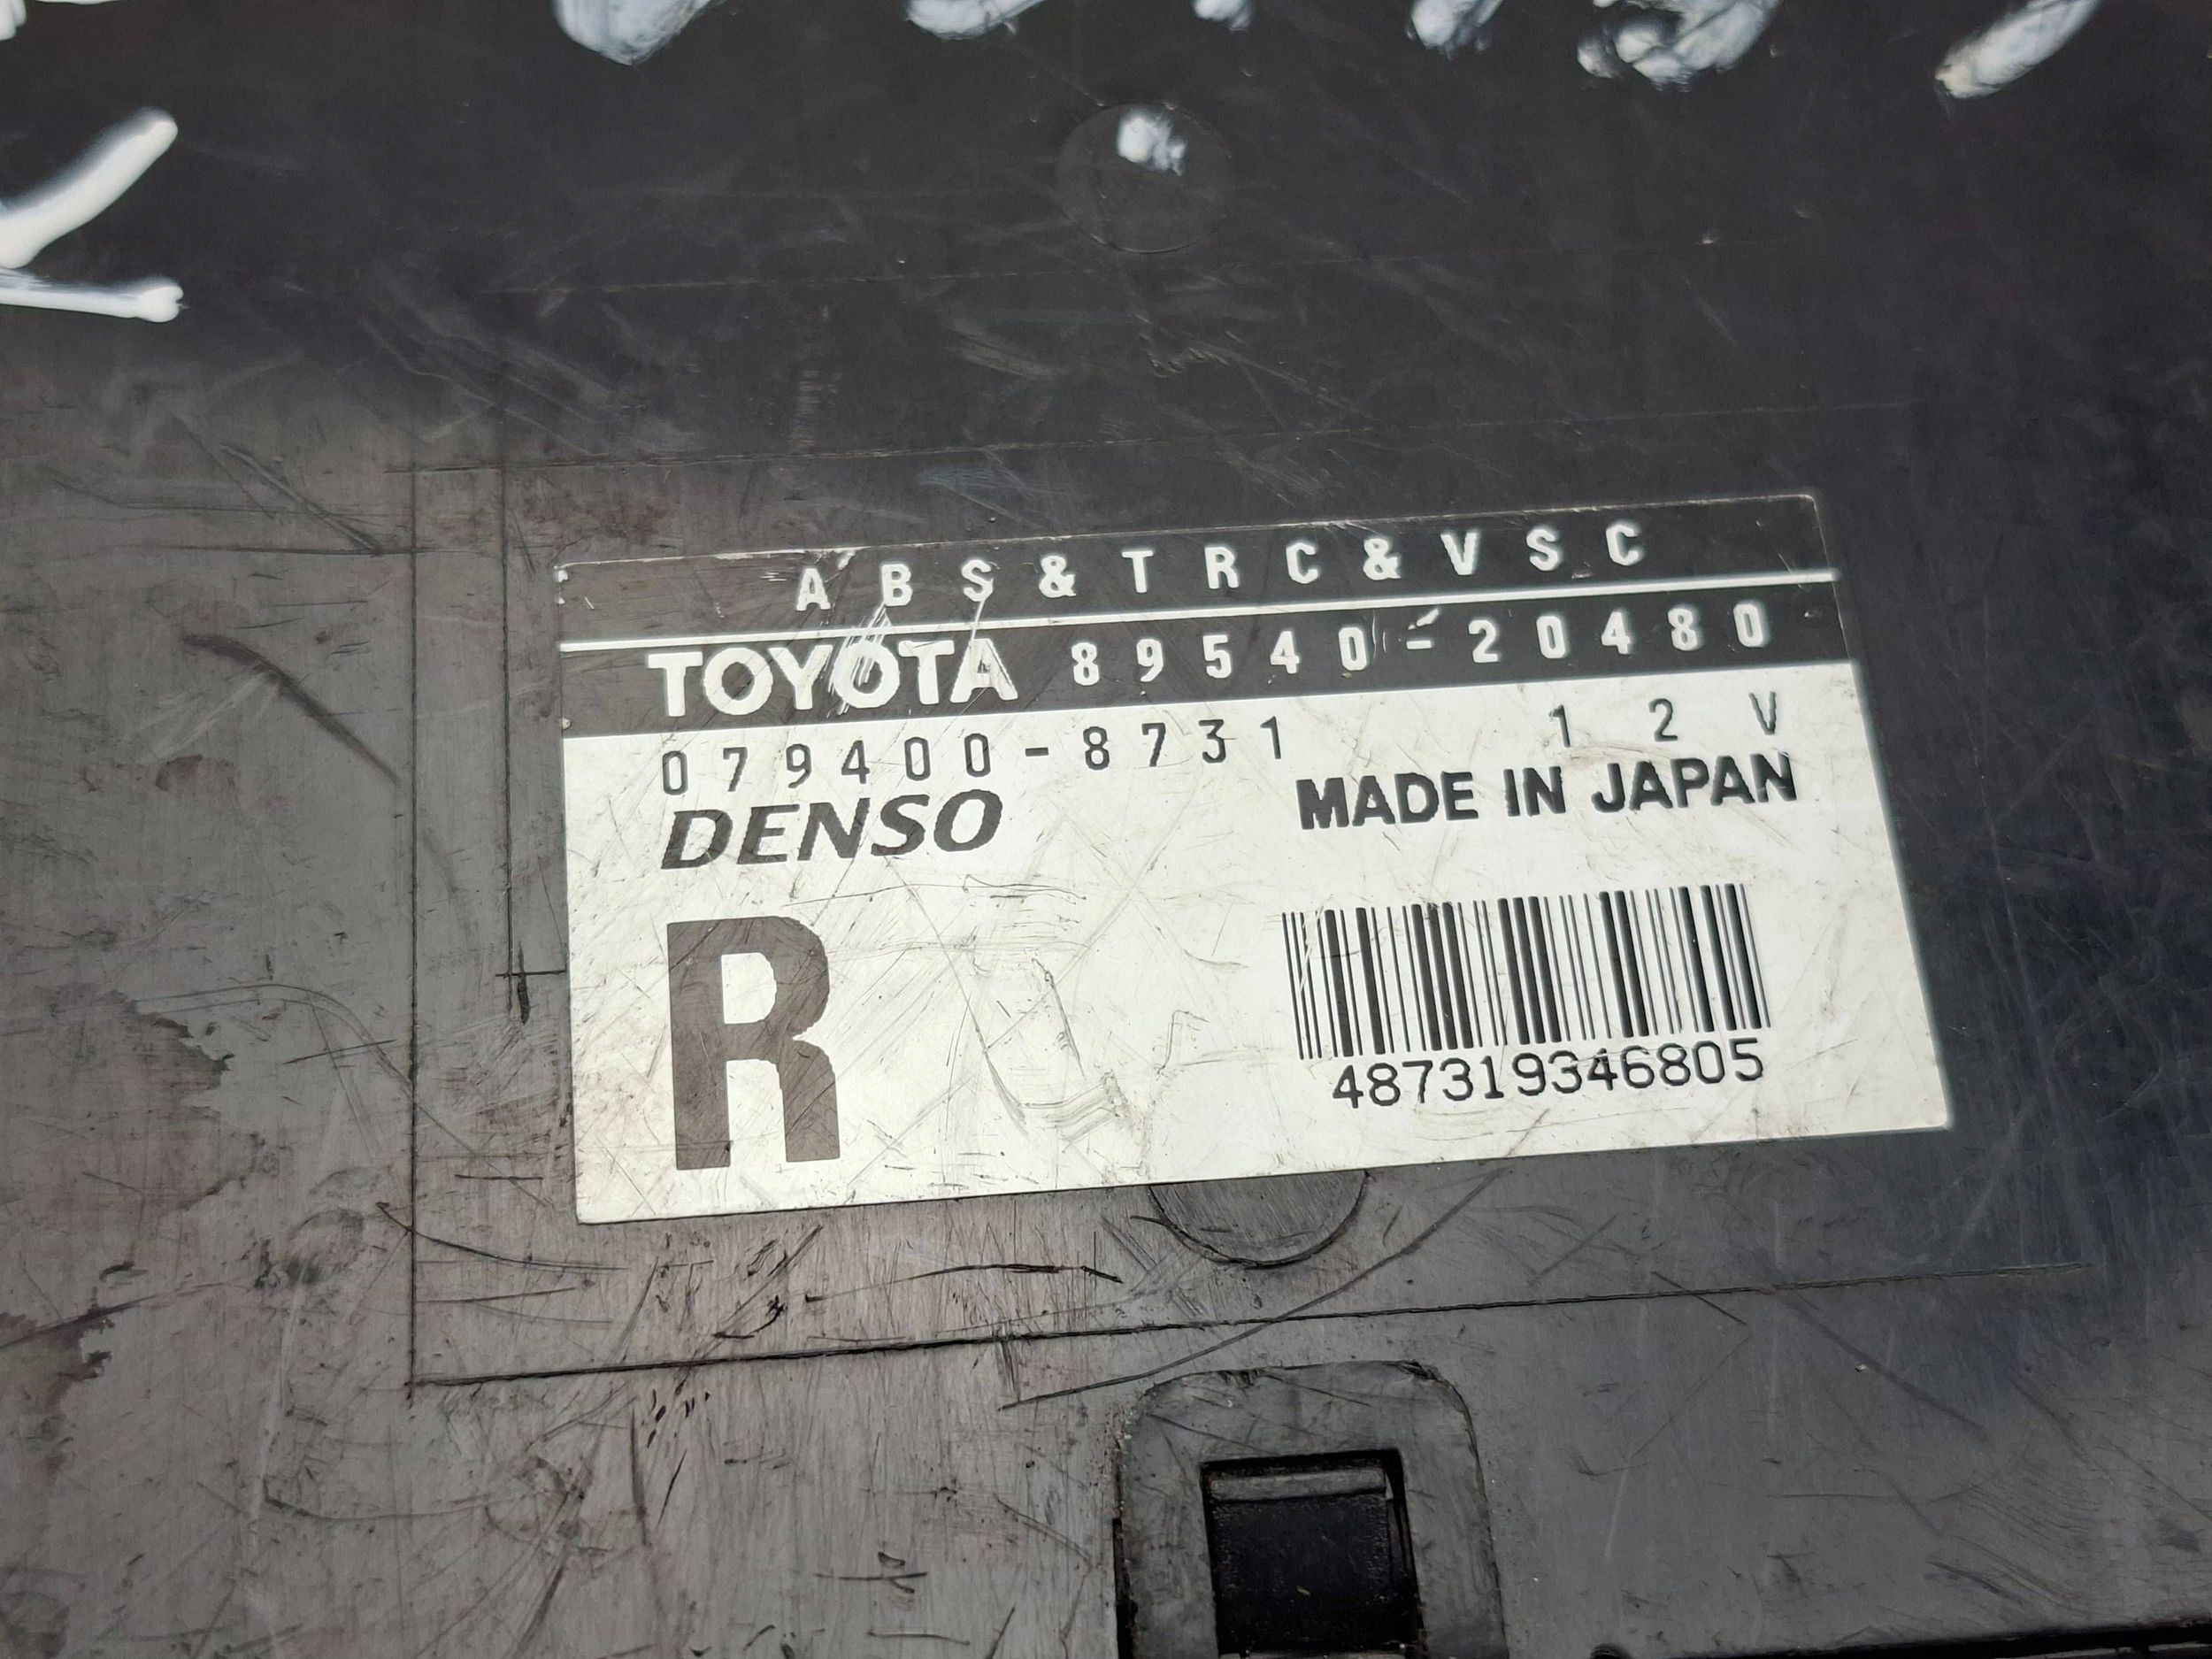 ABS&TRC&VSC
TOYOTA 89540-20480
079400-8731 12V
DENSO MADE IN JAPAN
R
487319346805